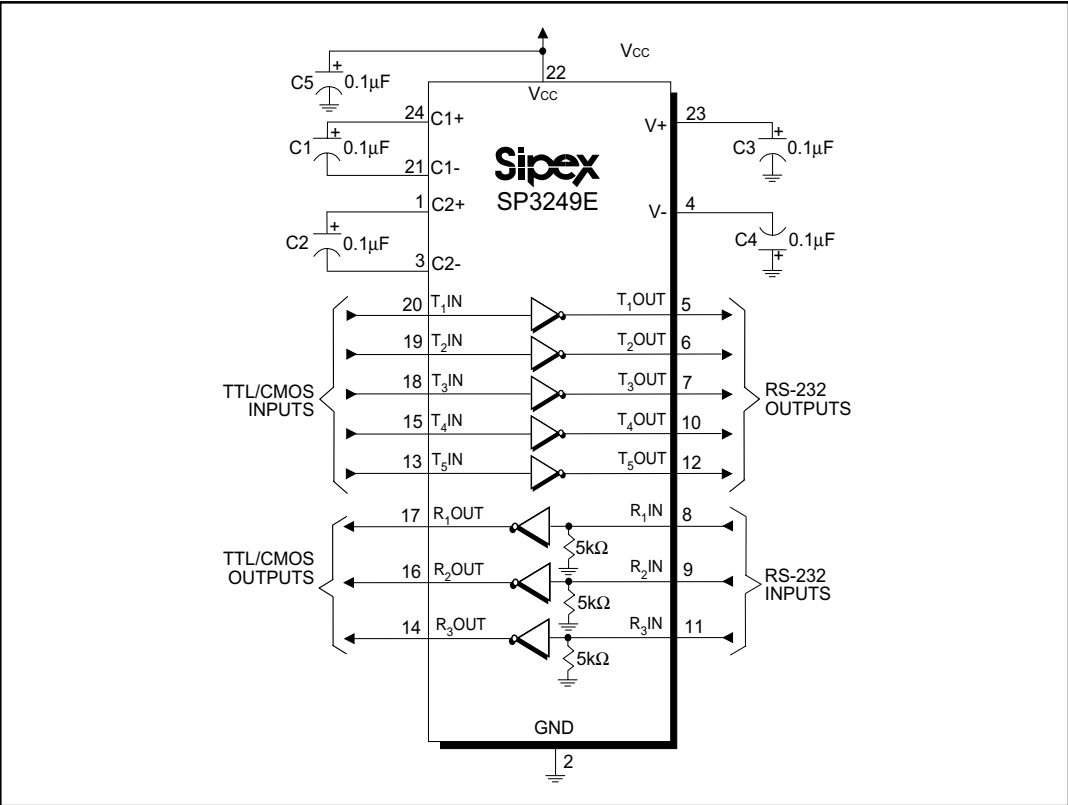 VCC
22
VCC
C5
+
0.1µF
24
C1+
C1
+
0.1µF
21
C1-
1
C2+
C2
+
0.1µF
3
C2-
V+
23
+
C3
0.1µF
V-
4
C4
0.1µF
+
Sipex
SP3249E
20
T1IN
T1OUT
5
19
T2IN
T2OUT
6
18
T3IN
T3OUT
7
15
T4IN
T4OUT
10
13
T5IN
T5OUT
12
TTL/CMOS
INPUTS
RS-232
OUTPUTS
17
R1OUT
R1IN
8
5kΩ
16
R2OUT
R2IN
9
5kΩ
14
R3OUT
R3IN
11
5kΩ
TTL/CMOS
OUTPUTS
RS-232
INPUTS
GND
2